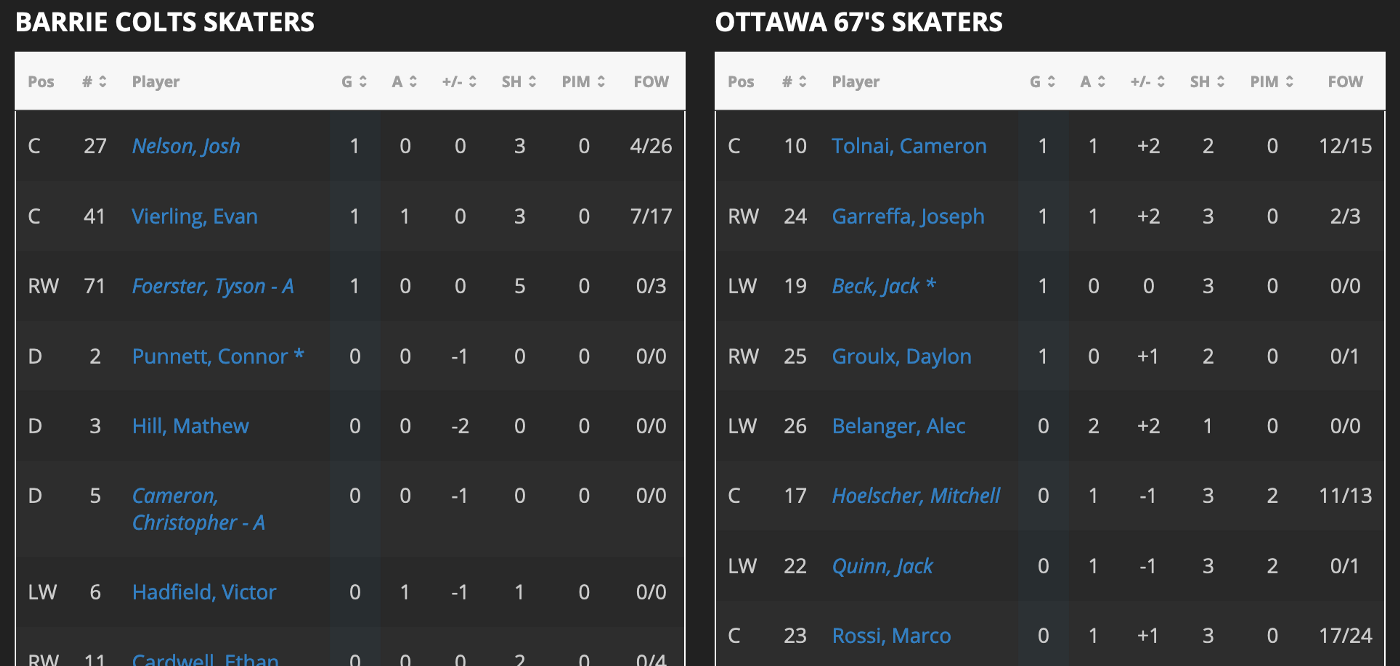 BARRIE COLTS SKATERS
Pos # Player G A +/- SH PIM FOW
C 27 Nelson, Josh 1 0 0 3 0 4/26
C 41 Vierling, Evan 1 1 0 3 0 7/17
RW 71 Foerster, Tyson - A 1 0 0 5 0 0/3
D 2 Punnett, Connor * 0 0 -1 0 0 0/0
D 3 Hill, Mathew 0 0 -2 0 0 0/0
D 5 Cameron, 0 0 -1 0 0 0/0
Christopher - A
LW 6 Hadfield, Victor 0 1 -1 1 0 0/0
RW 11 Cardwell, Ethan 0 0 0 2 0 0/4
OTTAWA 67'S SKATERS
Pos # Player G A +/- SH PIM FOW
C 10 Tolnai, Cameron 1 1 +2 2 0 12/15
RW 24 Garreffa, Joseph 1 1 +2 3 0 2/3
LW 19 Beck, Jack * 1 0 0 3 0 0/0
RW 25 Groulx, Daylon 1 0 +1 2 0 0/1
LW 26 Belanger, Alec 0 2 +2 1 0 0/0
C 17 Hoelscher, Mitchell 0 1 -1 3 2 11/13
LW 22 Quinn, Jack 0 1 -1 3 2 0/1
C 23 Rossi, Marco 0 1 +1 3 0 17/24